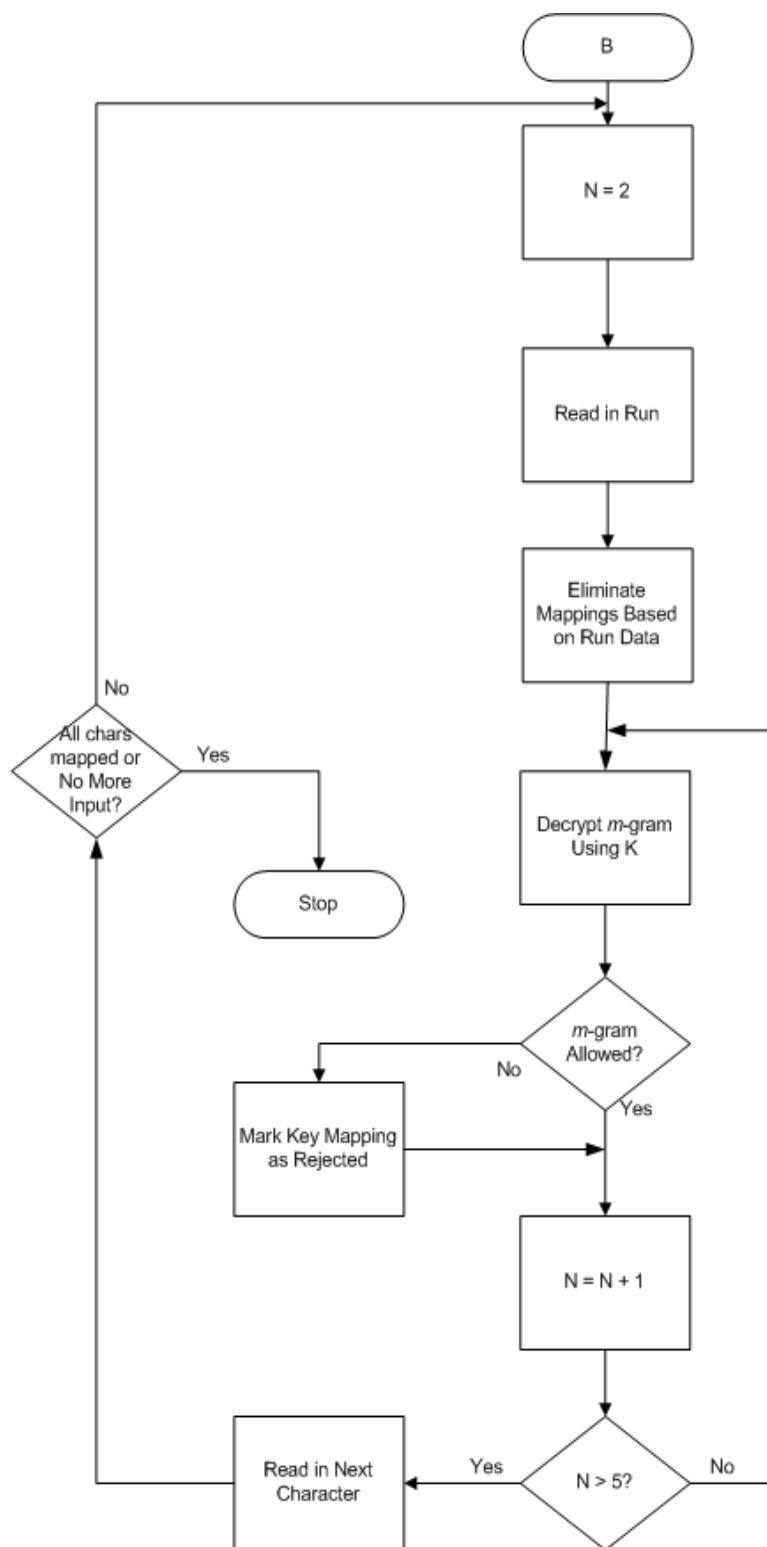 B
N = 2
Read in Run
Eliminate
Mappings Based
on Run Data
No
All chars
mapped or
No More
Input?
Yes
Stop
Decrypt m-gram
Using K
m-gram
Allowed?
No
Yes
Mark Key Mapping
as Rejected
N = N + 1
Read in Next
Character
Yes
N > 5?
No